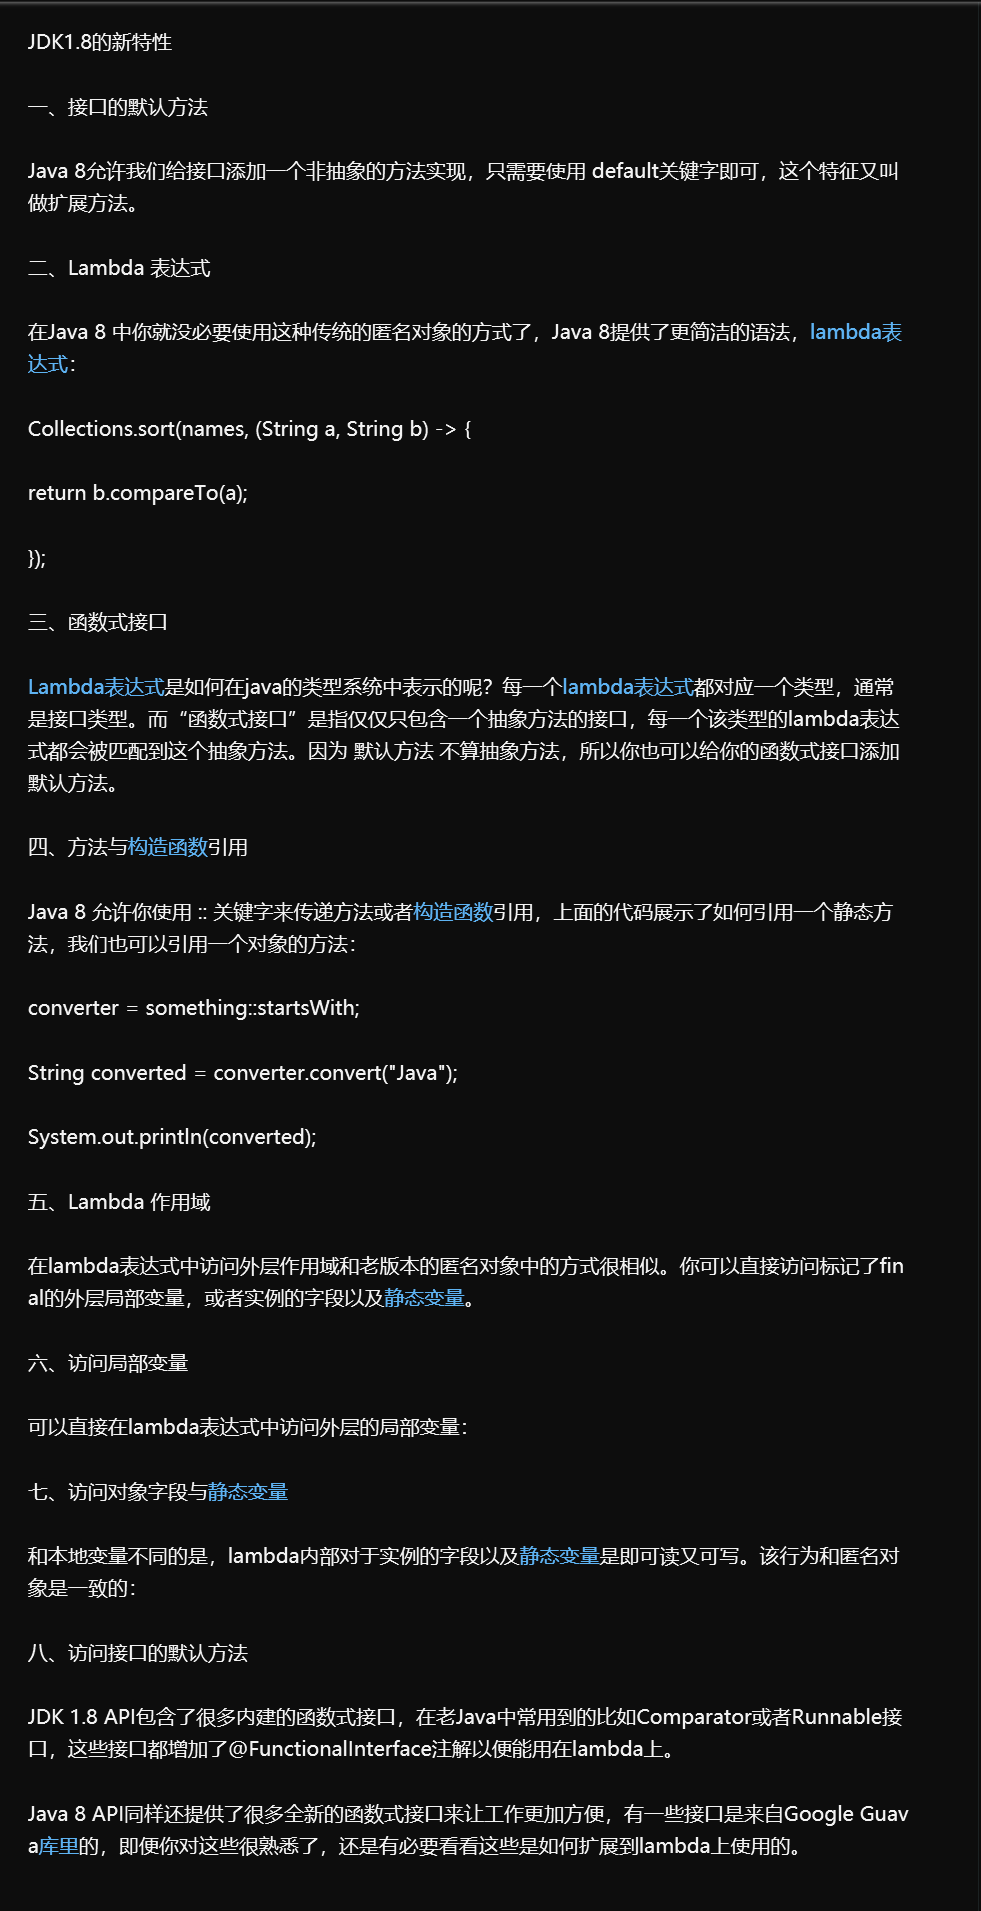 JDK1.8的新特性
一、接口的默认方法
Java 8允许我们给接口添加一个非抽象的方法实现，只需要使用 default关键字即可，这个特征又叫
做扩展方法。
二、Lambda 表达式
在Java 8 中你就没必要使用这种传统的匿名对象的方式了，Java 8提供了更简洁的语法，lambda表
达式：
Collections.sort(names, (String a, String b) -> {
return b.compareTo(a);
});
三、函数式接口
Lambda表达式是如何在java的类型系统中表示的呢？每一个lambda表达式都对应一个类型，通常
是接口类型。而“函数式接口”是指仅仅只包含一个抽象方法的接口，每一个该类型的lambda表达
式都会被匹配到这个抽象方法。因为 默认方法 不算抽象方法，所以你也可以给你的函数式接口添加
默认方法。
四、方法与构造函数引用
Java 8 允许你使用 :: 关键字来传递方法或者构造函数引用，上面的代码展示了如何引用一个静态方
法，我们也可以引用一个对象的方法：
converter = something::startsWith;
String converted = converter.convert("Java");
System.out.println(converted);
五、Lambda 作用域
在lambda表达式中访问外层作用域和老版本的匿名对象中的方式很相似。你可以直接访问标记了fin
al的外层局部变量，或者实例的字段以及静态变量。
六、访问局部变量
可以直接在lambda表达式中访问外层的局部变量：
七、访问对象字段与静态变量
和本地变量不同的是，lambda内部对于实例的字段以及静态变量是即可读又可写。该行为和匿名对
象是一致的：
八、访问接口的默认方法
JDK 1.8 API包含了很多内建的函数式接口，在老Java中常用到的比如Comparator或者Runnable接
口，这些接口都增加了@FunctionalInterface注解以便能用在lambda上。
Java 8 API同样还提供了很多全新的函数式接口来让工作更加方便，有一些接口是来自Google Guav
a库里的，即便你对这些很熟悉了，还是有必要看看这些是如何扩展到lambda上使用的。